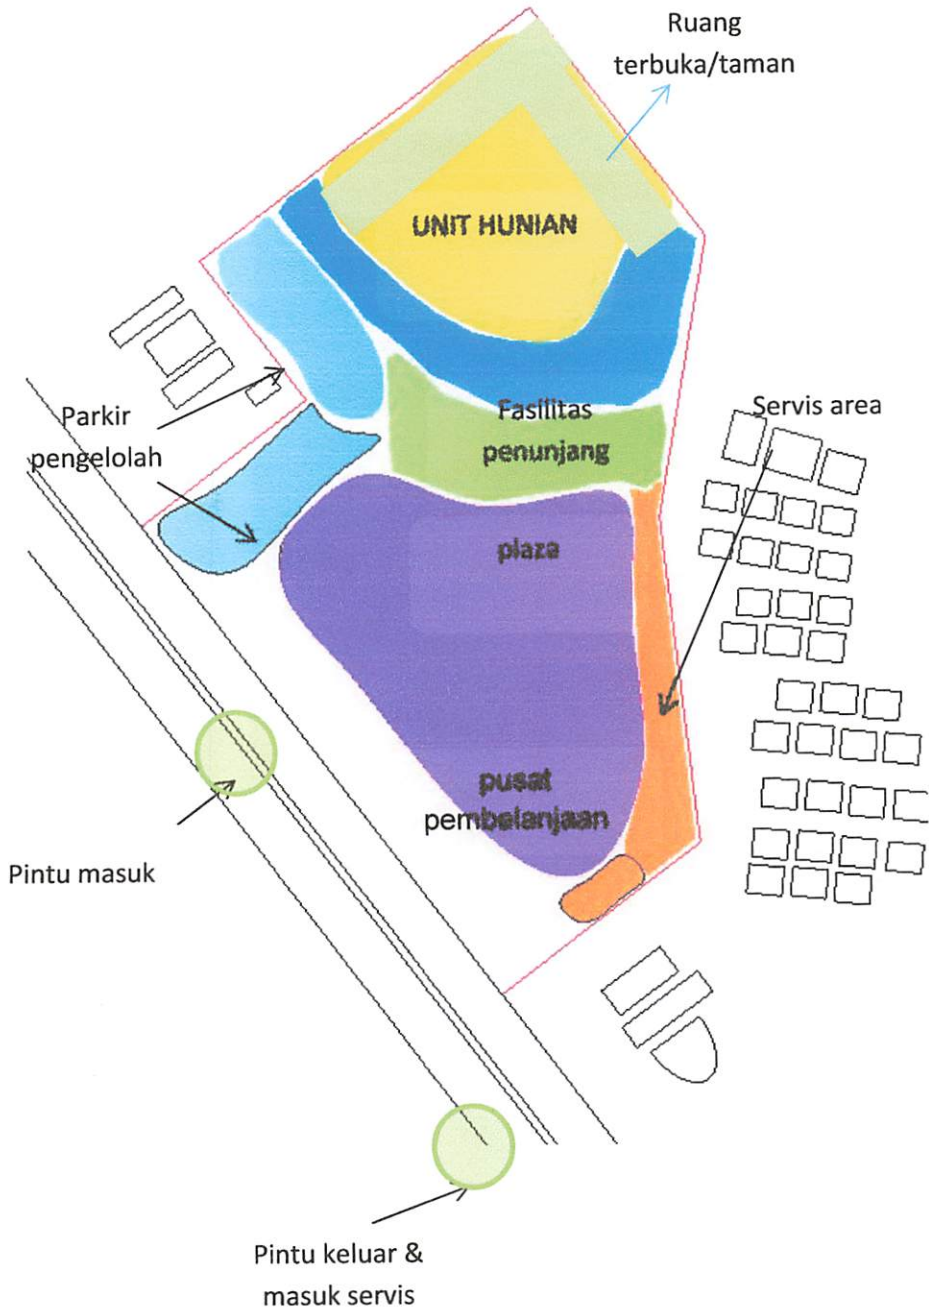 Ruang
terbuka/taman
UNIT HUNIAN
Parkir
pengelolah
Fasilitas
penunjang
Servis area
plaza
pusat
pembelanjaan
Pintu masuk
Pintu keluar &
masuk servis